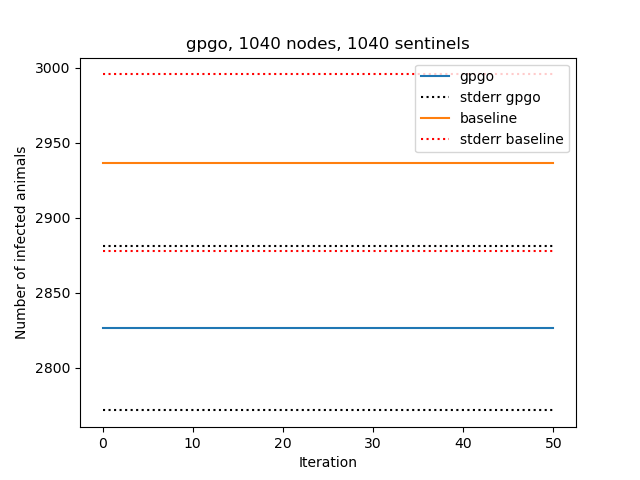 gpgo, 1040 nodes, 1040 sentinels
3000
2950
2900
2850
2800
Number of infected animals
gpgo
stderr gpgo
baseline
stderr baseline
0 10 20 30 40 50
Iteration